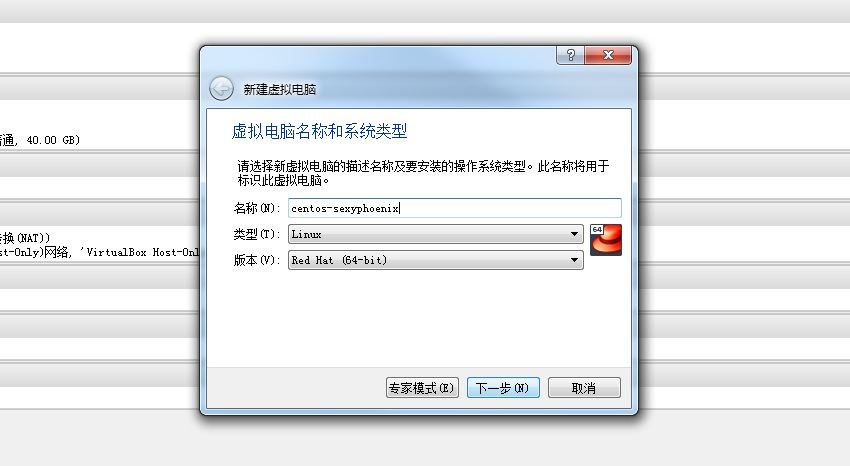 新建虚拟电脑
虚拟电脑名称和系统类型
普通, 40.00 GB)
请选择新虚拟电脑的描述名称及要安装的操作系统类型。此名称将用于
标识此虚拟电脑。
名称(N): centos-sexyphoenix
类型(T): Linux
64
转换(NAT))
st-Only)网络, 'VirtualBox Host-Onl
版本(V): Red Hat (64-bit)
专家模式(E) 下一步(N) 取消